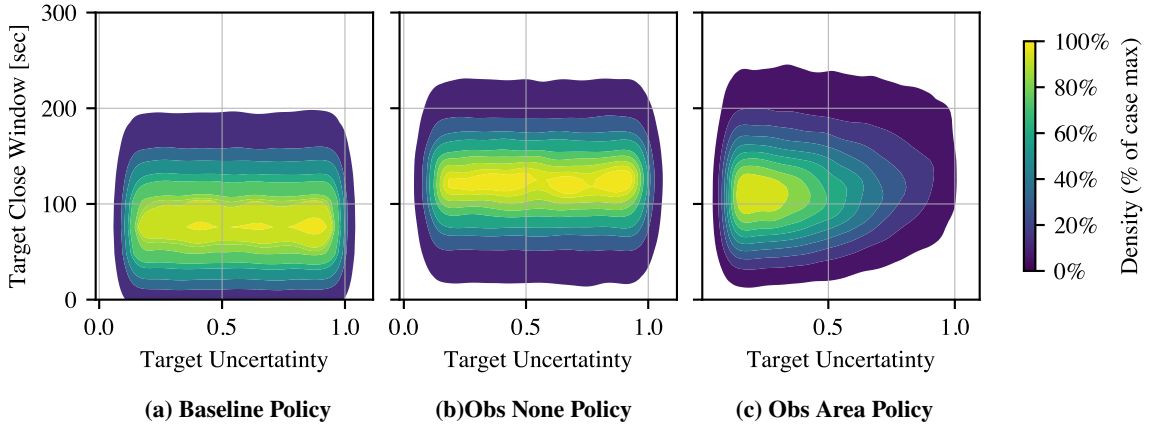 300
200
100
0
Target Close Window [sec]
0.0 0.5 1.0
0.0 0.5 1.0
0.5 1.0
Target Uncertatinty
Target Uncertatinty
Target Uncertatinty
(a) Baseline Policy
(b)Obs None Policy
(c) Obs Area Policy
100%
80%
60%
40%
20%
0%
Density (% of case max)